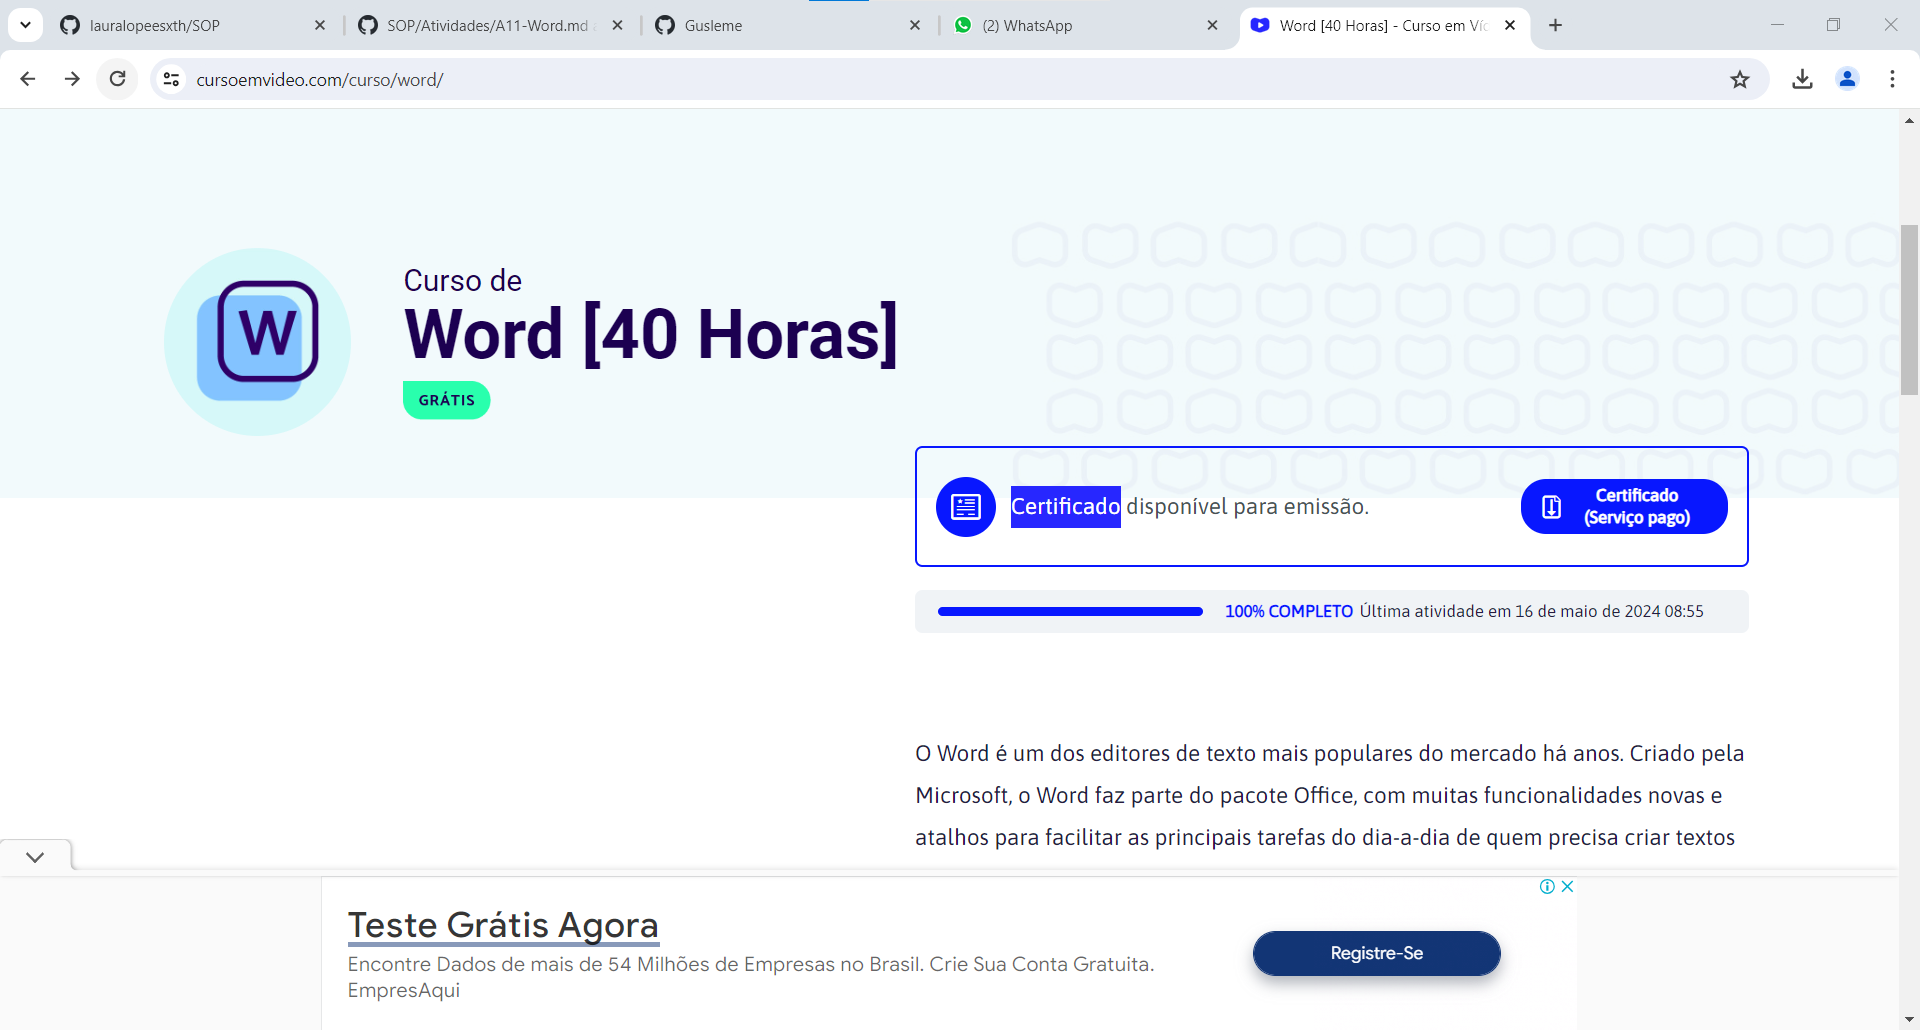 lauralopeesxth/SOP
SOP/Atividades/A11-Word.md a
Gusleme
(2) WhatsApp
Word [40 Horas] - Curso em Víd
cursoemvideo.com/curso/word/
W
Curso de
Word [40 Horas]
GRÁTIS
Certificado disponível para emissão.
Certificado
(Serviço pago)
100% COMPLETO Última atividade em 16 de maio de 2024 08:55
O Word é um dos editores de texto mais populares do mercado há anos. Criado pela
Microsoft, o Word faz parte do pacote Office, com muitas funcionalidades novas e
atalhos para facilitar as principais tarefas do dia-a-dia de quem precisa criar textos
Teste Grátis Agora
Encontre Dados de mais de 54 Milhões de Empresas no Brasil. Crie Sua Conta Gratuita.
EmpresAqui
Registre-Se